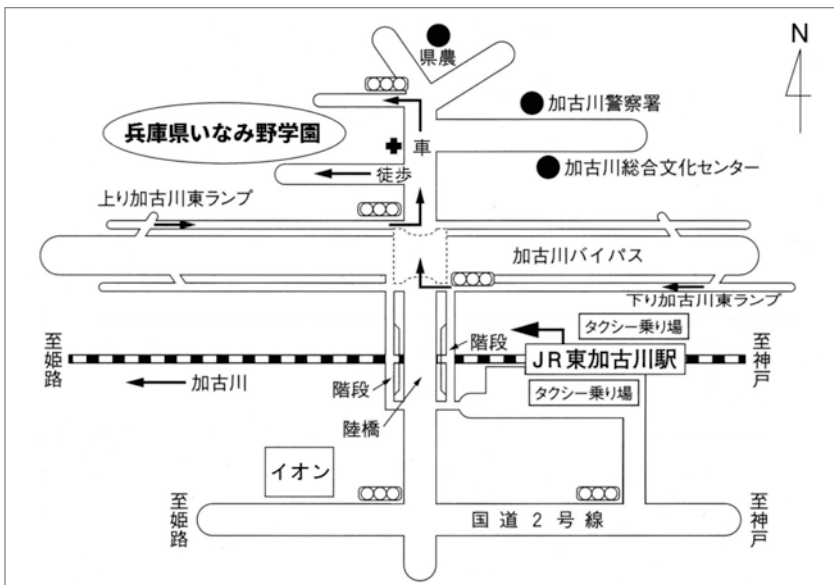 N
県農
加古川警察署
兵庫県いなみ野学園
車
加古川総合文化センター
徒歩
上り加古川東ランプ
加古川バイパス
下り加古川東ランプ
タクシー乗り場
至姫路
階段
JR東加古川駅
至神戸
加古川
階段
タクシー乗り場
陸橋
イオン
至姫路
国道2号線
至神戸